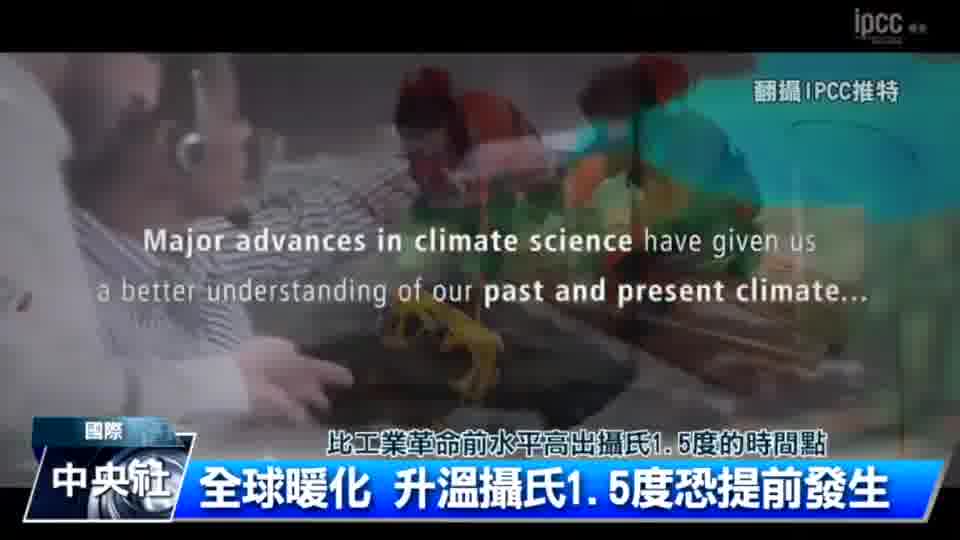 ipcc
翻攝IPCC推特
Major advances in climate science have given us
a better understanding of our past and present climate...
國際
比工業革命前水平高出攝氏1.5度的時間點
中央社
全球暖化 升溫攝氏1.5度恐提前發生